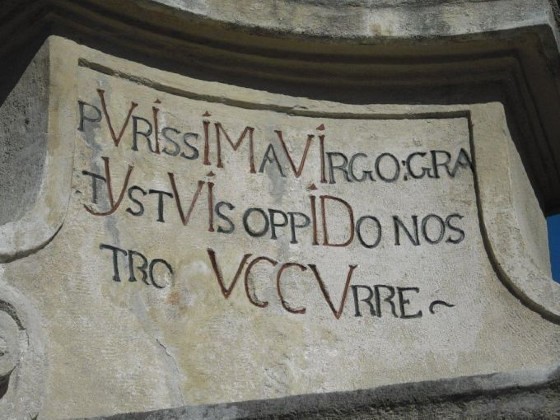 PVRISSIMA VIRGO:GRA
TVSTVIS OPPIDO NOS
TRO VCCVRRE ~